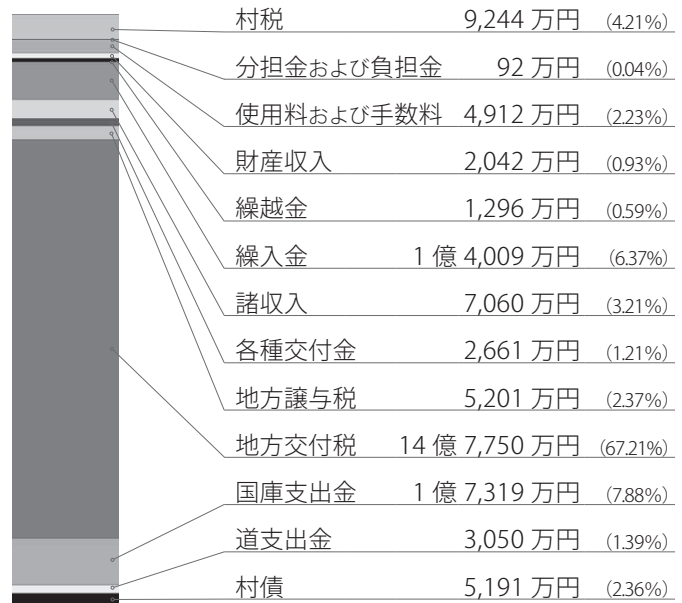 村税 9,244 万円 (4.21%)
分担金および負担金 92 万円 (0.04%)
使用料および手数料 4,912 万円 (2.23%)
財産収入 2,042 万円 (0.93%)
繰越金 1,296 万円 (0.59%)
繰入金 1 億 4,009 万円 (6.37%)
諸収入 7,060 万円 (3.21%)
各種交付金 2,661 万円 (1.21%)
地方譲与税 5,201 万円 (2.37%)
地方交付税 14 億 7,750 万円 (67.21%)
国庫支出金 1 億 7,319 万円 (7.88%)
道支出金 3,050 万円 (1.39%)
村債 5,191 万円 (2.36%)